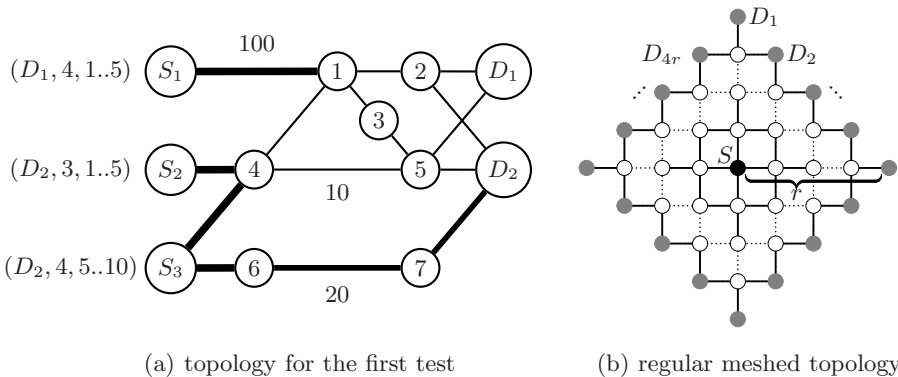 (D₁, 4, 1..5) S₁ 100 1 2 D₁
3
(D₂, 3, 1..5) S₂ 4 10 5 D₂
(D₂, 4, 5..10) S₃ 6 20 7
(a) topology for the first test
D₁
D₄ᵣ D₂
S
r
(b) regular meshed topology